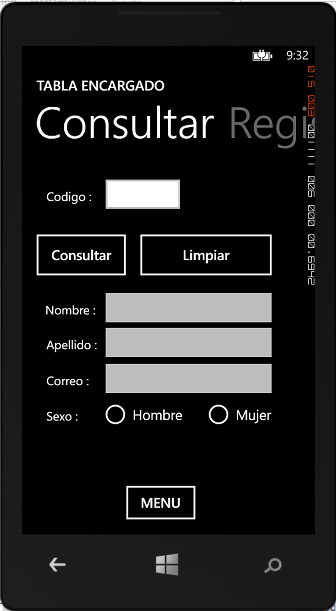 9:32
TABLA ENCARGADO
Consultar Regi
Codigo :
Consultar Limpiar
Nombre :
Apellido :
Correo :
Sexo : Hombre Mujer
MENU